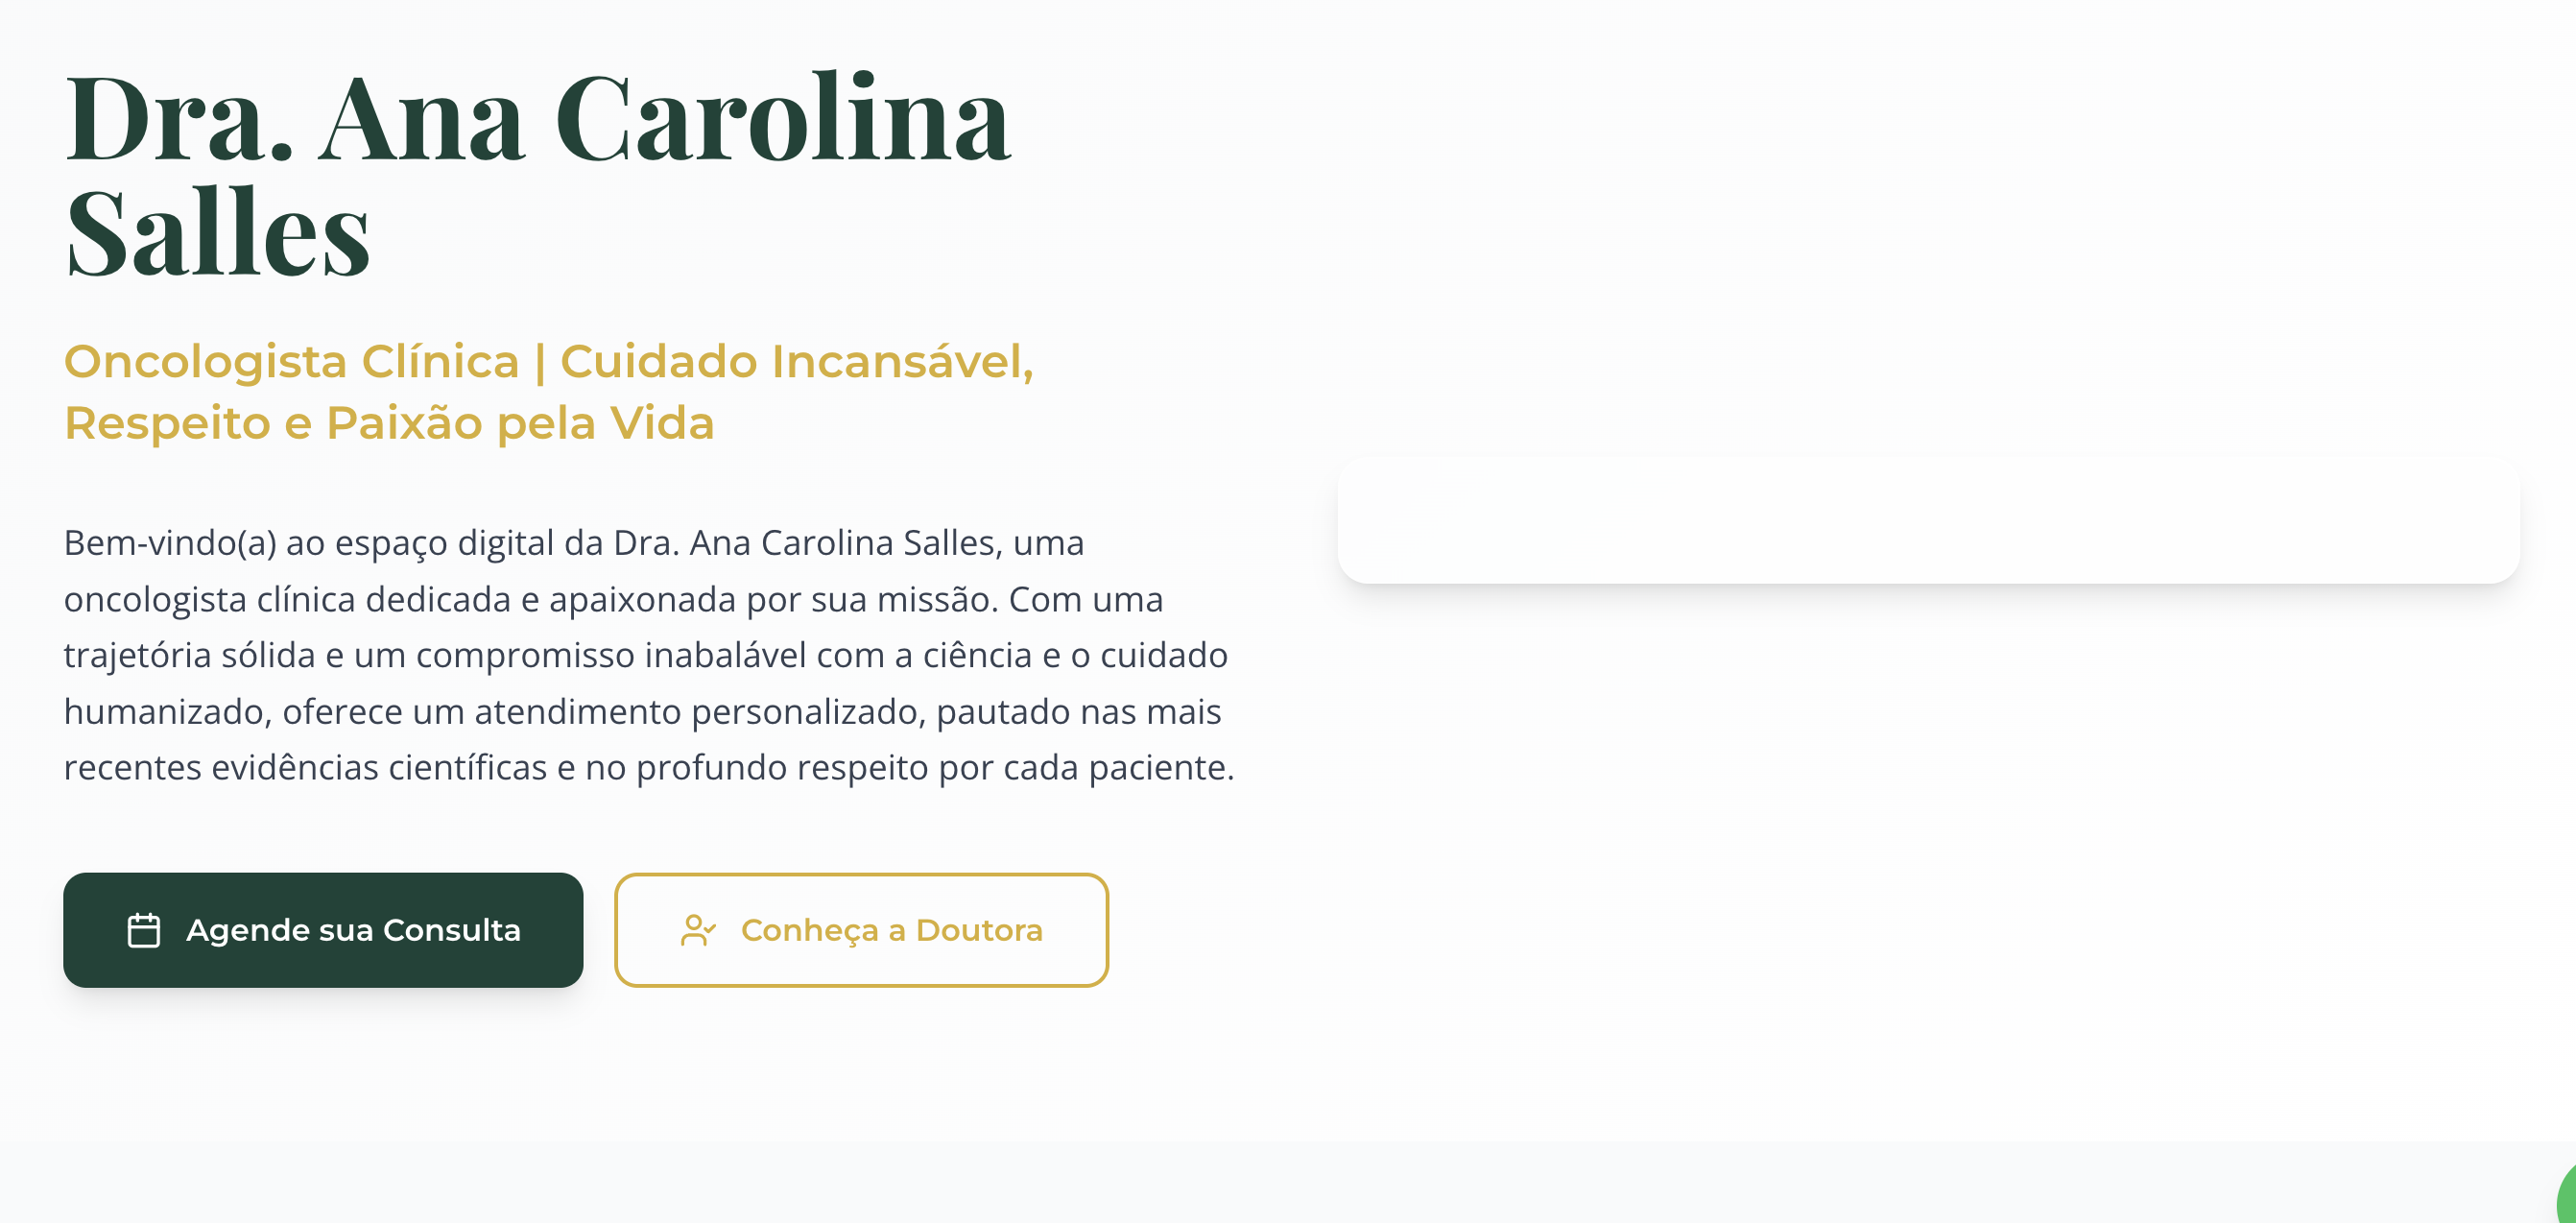 Dra. Ana Carolina
Salles
Oncologista Clínica | Cuidado Incansável,
Respeito e Paixão pela Vida
Bem-vindo(a) ao espaço digital da Dra. Ana Carolina Salles, uma
oncologista clínica dedicada e apaixonada por sua missão. Com uma
trajetória sólida e um compromisso inabalável com a ciência e o cuidado
humanizado, oferece um atendimento personalizado, pautado nas mais
recentes evidências científicas e no profundo respeito por cada paciente.
Agende sua Consulta
Conheça a Doutora